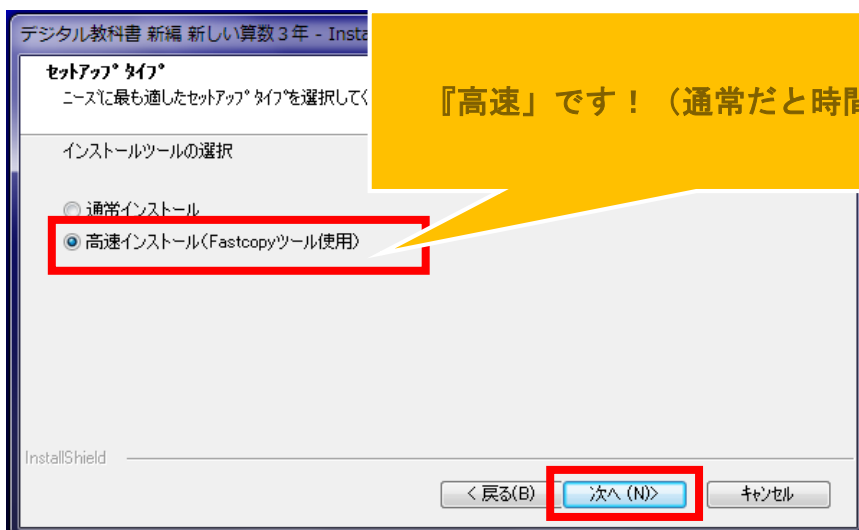 デジタル教科書 新編 新しい算数3年 - Insta
セットアップ タイプ
ニーズに最も適したセットアップ タイプを選択してく
『高速」です！（通常だと時間
インストールツールの選択
通常インストール
高速インストール(Fastcopyツール使用)
InstallShield
< 戻る(B) 次へ (N)> キャンセル